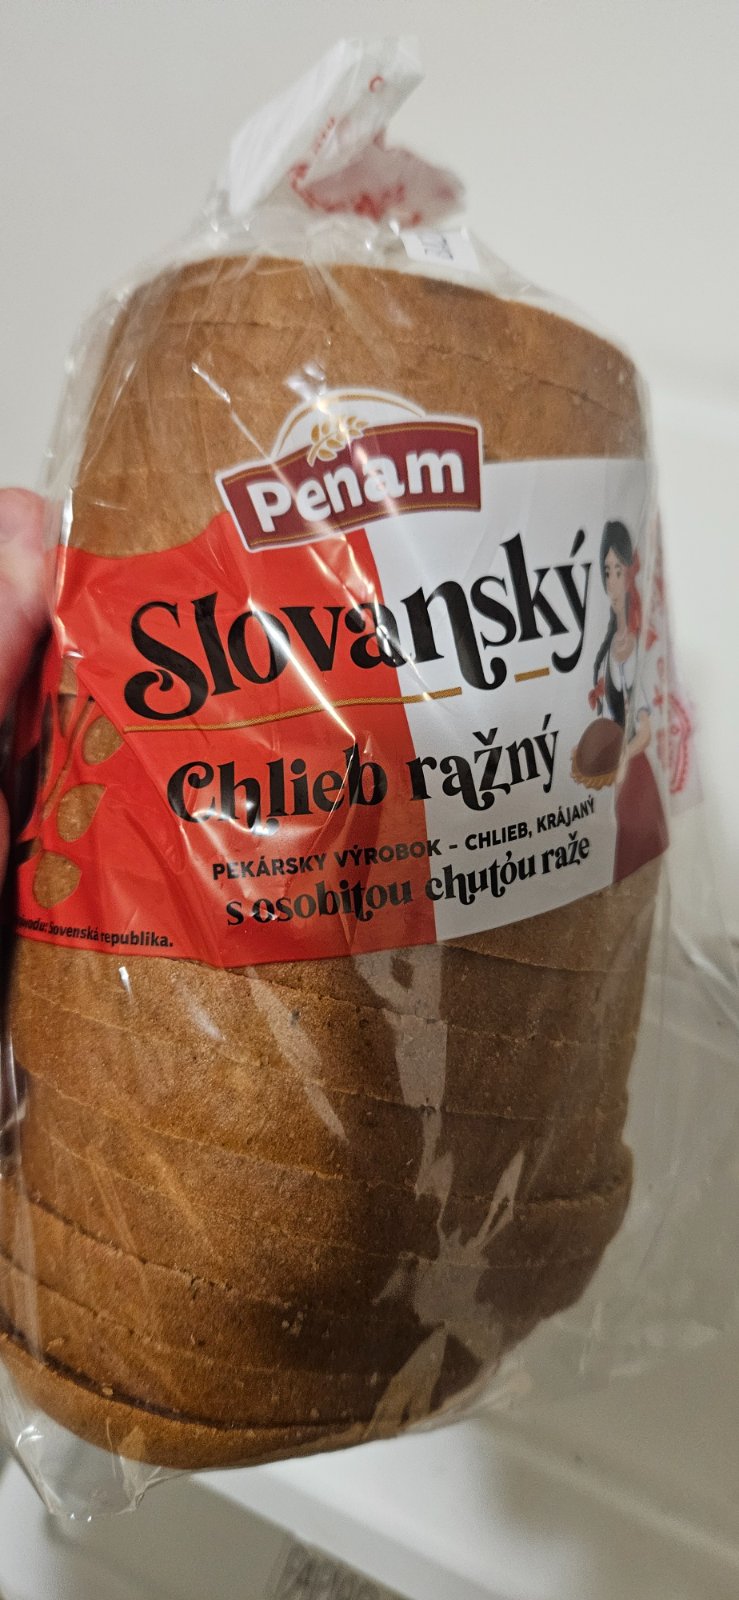 Penam
Slovanský
Chlieb ražný
PEKÁRSKY VÝROBOK - CHLIEB, KRÁJANÝ
s osobitou chuťou raže
Slovenská republika.